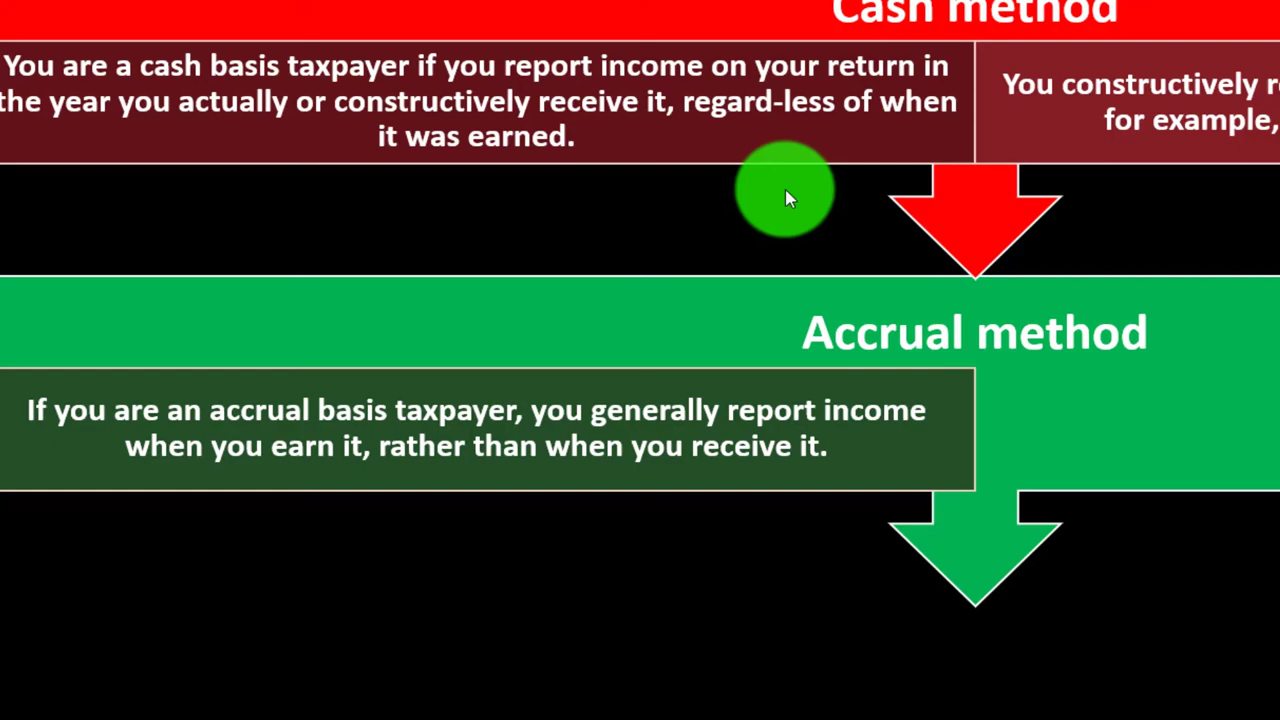 Cash method
You are a cash basis taxpayer if you report income on your return in
the year you actually or constructively receive it, regard-less of when
it was earned.
You constructively
for example,
Accrual method
If you are an accrual basis taxpayer, you generally report income
when you earn it, rather than when you receive it.